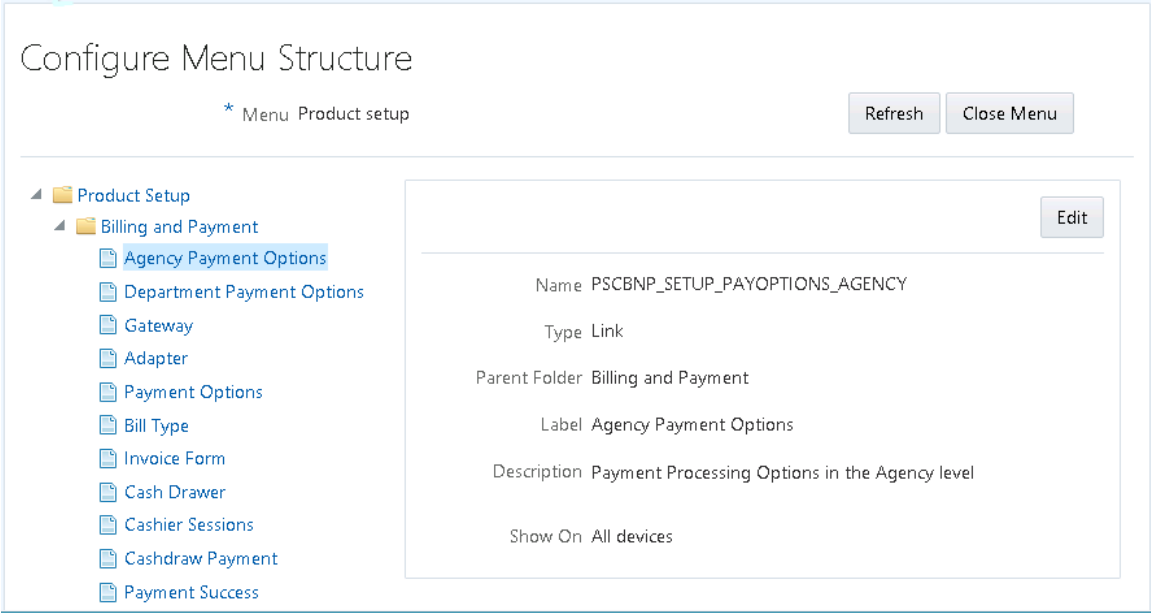 Configure Menu Structure
* Menu Product setup
Refresh
Close Menu
Product Setup
Billing and Payment
Agency Payment Options
Department Payment Options
Gateway
Adapter
Payment Options
Bill Type
Invoice Form
Cash Drawer
Cashier Sessions
Cashdraw Payment
Payment Success
Edit
Name PSCBNP_SETUP_PAYOPTIONS_AGENCY
Type Link
Parent Folder Billing and Payment
Label Agency Payment Options
Description Payment Processing Options in the Agency level
Show On All devices